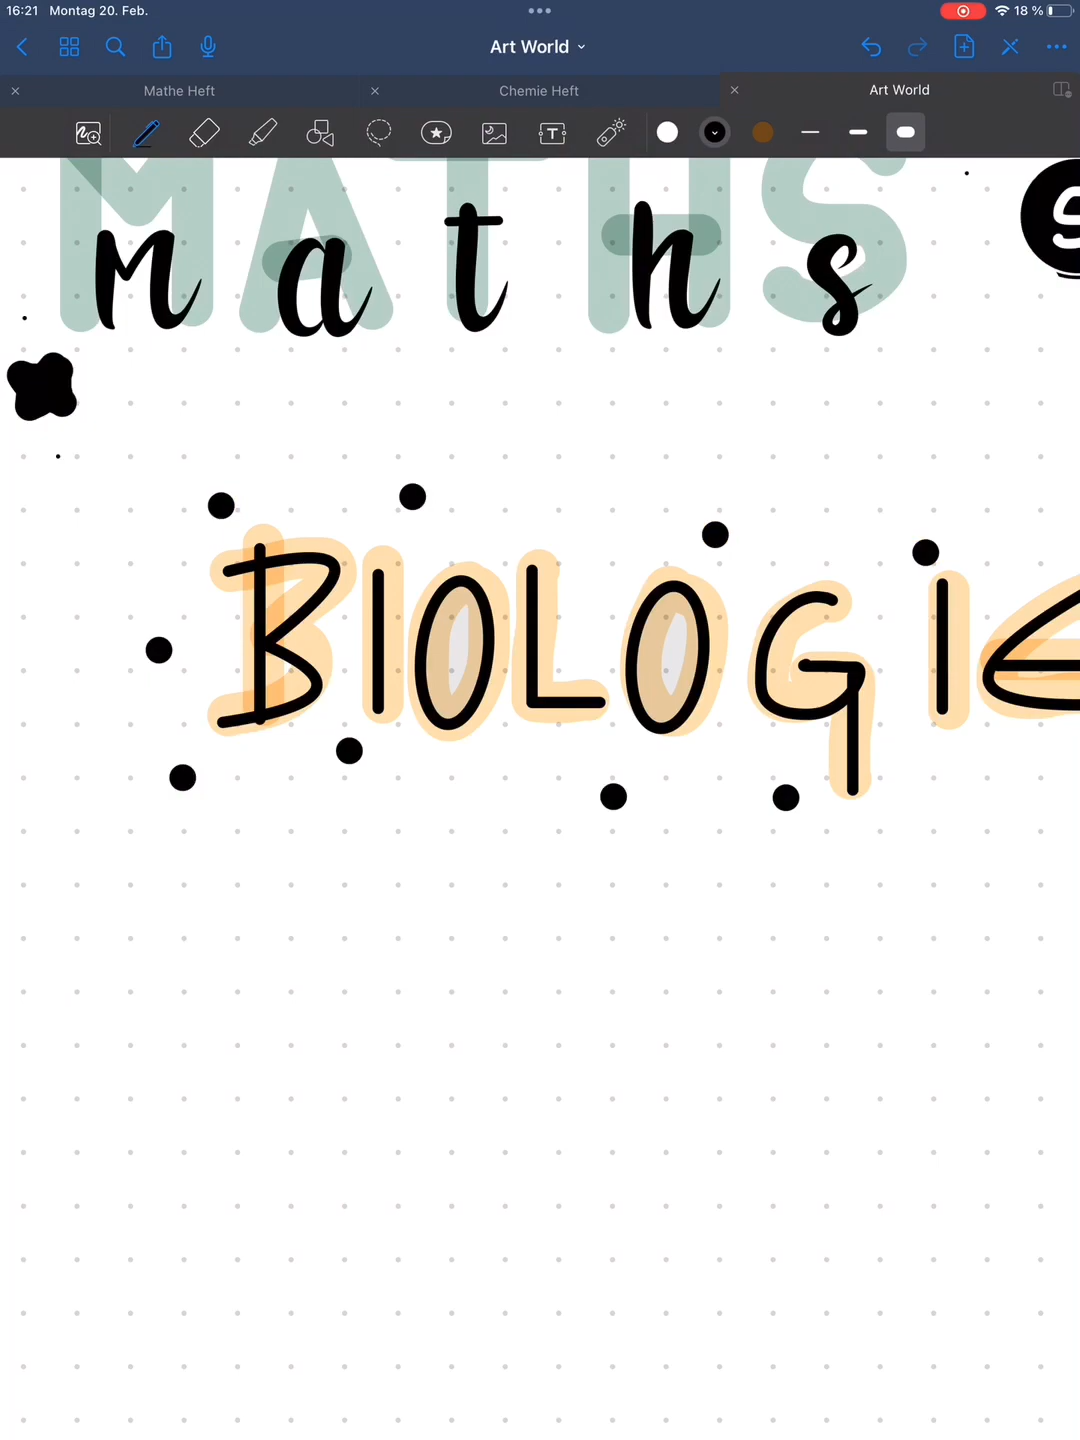 16:21 Montag 20. Feb.
18 %
Art World
Mathe Heft
Chemie Heft
Art World
T
MATHS
maths
BIOLOGIE